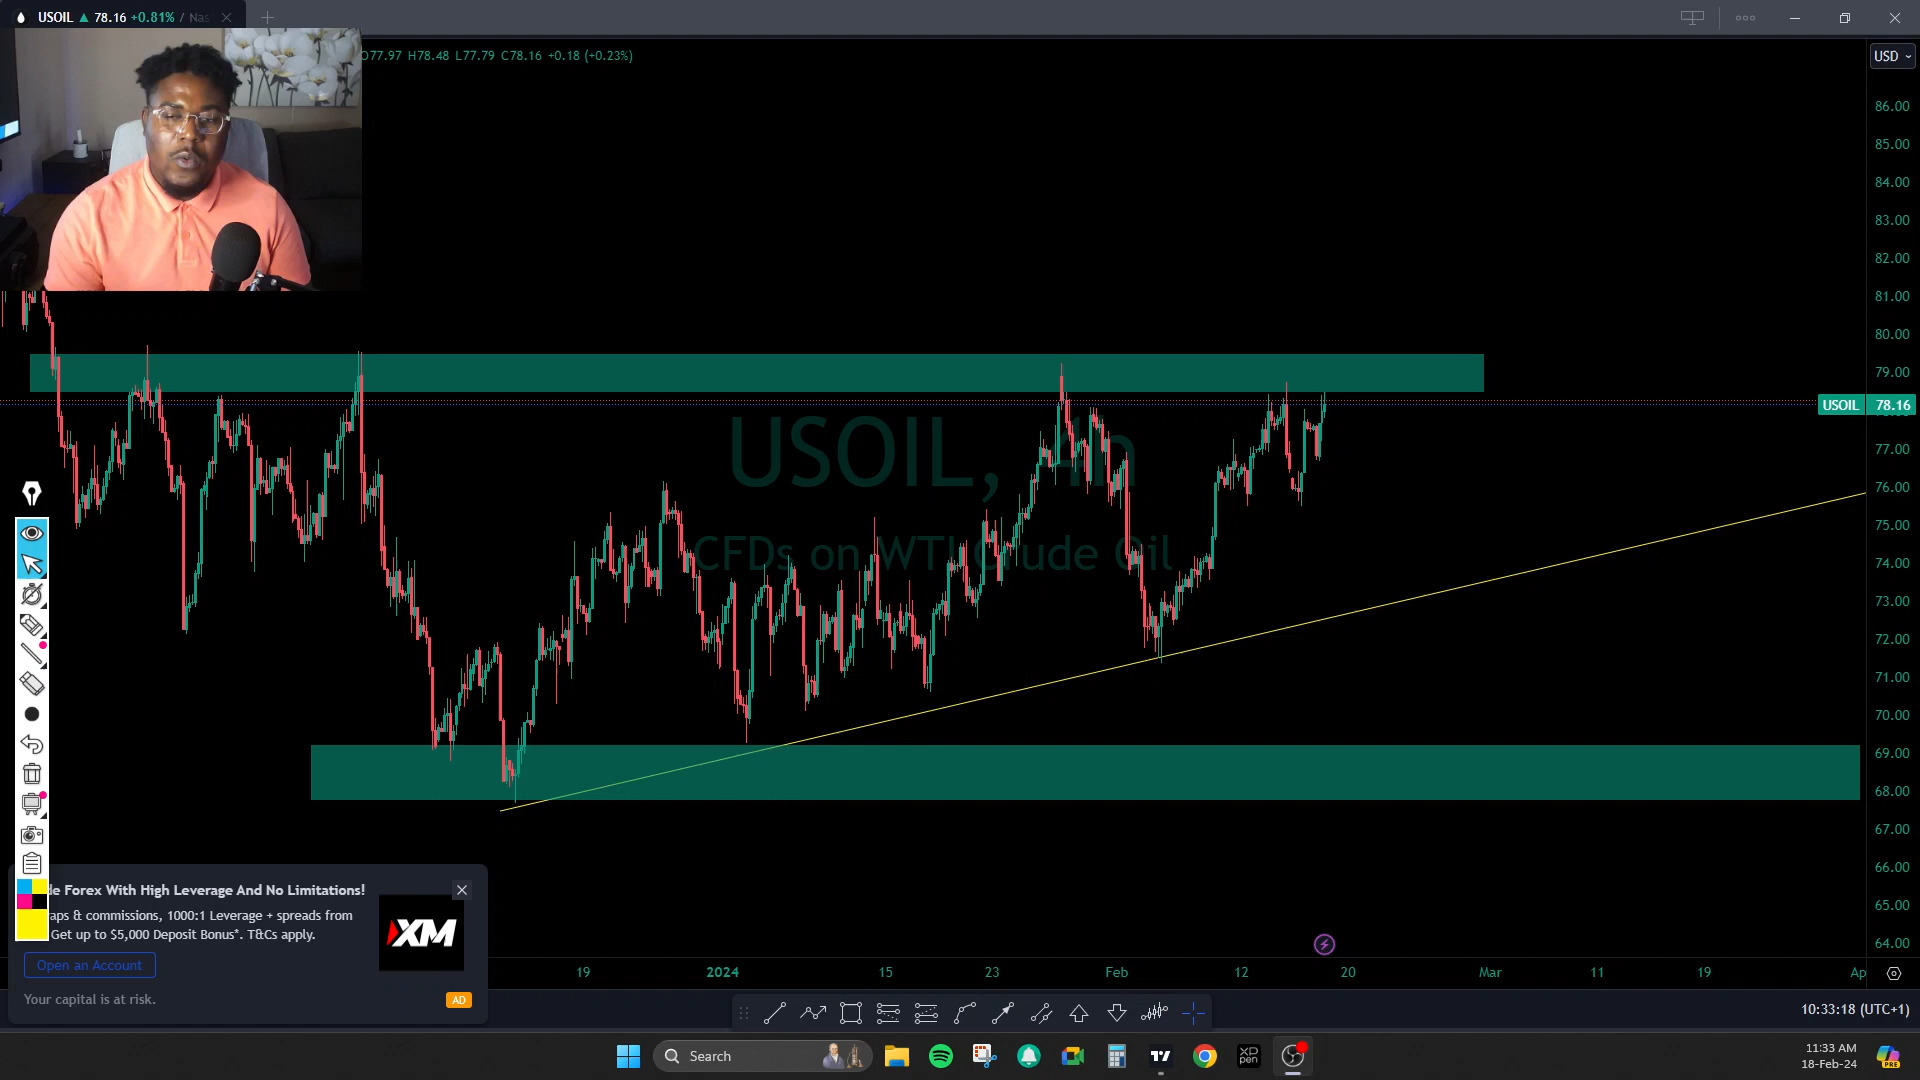 USOIL ▲ 78.16 +0.81% / Nas
O77.97 H78.48 L77.79 C78.16 +0.18 (+0.23%)
USD
86.00
85.00
84.00
83.00
82.00
81.00
80.00
79.00
USOIL 78.16
77.00
76.00
75.00
74.00
73.00
72.00
71.00
70.00
69.00
68.00
67.00
66.00
65.00
64.00
USOIL, 4h
CFDs on WTI Crude Oil
de Forex With High Leverage And No Limitations!
aps & commissions, 1000:1 Leverage + spreads from
Get up to $5,000 Deposit Bonus*. T&Cs apply.
XM
Open an Account
Your capital is at risk.
AD
19 2024 15 23 Feb 12 20 Mar 11 19 Ap
10:33:18 (UTC+1)
Search
XP
pen
11:33 AM
18-Feb-24
PRE